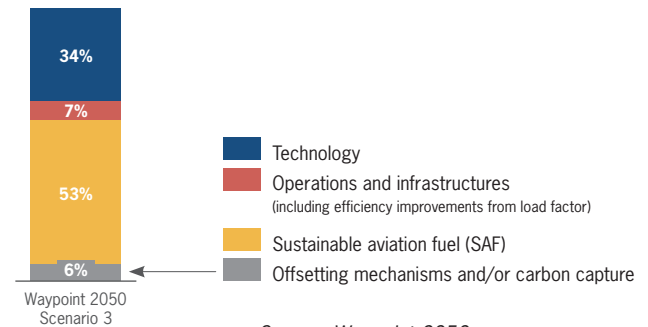 34%
7%
53%
6%
Technology
Operations and infrastructures
(including efficiency improvements from load factor)
Sustainable aviation fuel (SAF)
Offsetting mechanisms and/or carbon capture
Waypoint 2050
Scenario 3